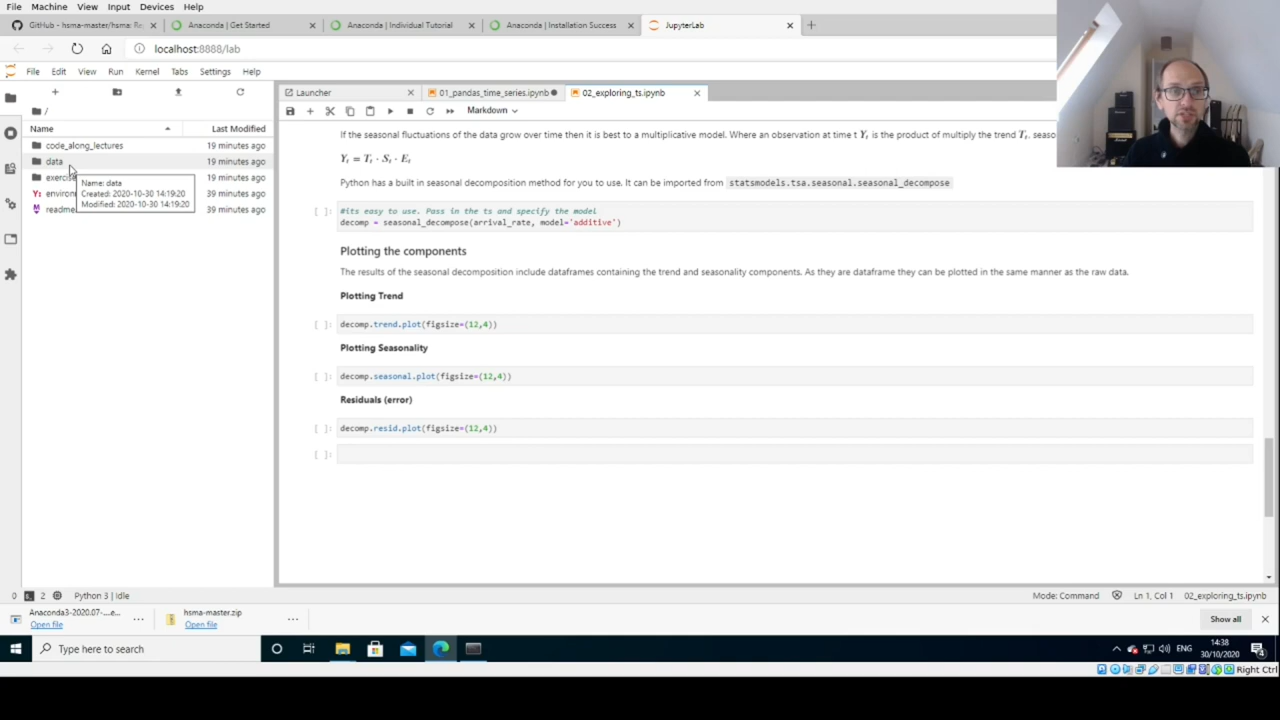 File Machine View Input Devices Help
GitHub - hsma-master/hsma: Re
Anaconda | Get Started
Anaconda | Individual Tutorial
Anaconda | Installation Success
JupyterLab
localhost:8888/lab
File Edit View Run Kernel Tabs Settings Help
/
Name
Last Modified
code_along_lectures 19 minutes ago
data 19 minutes ago
exercis 19 minutes ago
environ 39 minutes ago
readme 39 minutes ago
Name: data
Created: 2020-10-30 14:19:20
Modified: 2020-10-30 14:19:20
Launcher
01_pandas_time_series.ipynb
02_exploring_ts.ipynb
Markdown
If the seasonal fluctuations of the data grow over time then it is best to a multiplicative model. Where an observation at time t Yₜ is the product of multiply the trend Tₜ, seaso
Yₜ = Tₜ · Sₜ · Eₜ
Python has a built in seasonal decomposition method for you to use. It can be imported from statsmodels.tsa.seasonal.seasonal_decompose
[ ]: #its easy to use. Pass in the ts and specify the model
decomp = seasonal_decompose(arrival_rate, model='additive')
Plotting the components
The results of the seasonal decomposition include dataframes containing the trend and seasonality components. As they are dataframe they can be plotted in the same manner as the raw data.
Plotting Trend
[ ]: decomp.trend.plot(figsize=(12,4))
Plotting Seasonality
[ ]: decomp.seasonal.plot(figsize=(12,4))
Residuals (error)
[ ]: decomp.resid.plot(figsize=(12,4))
[ ]:
0 2 Python 3 | Idle
Mode: Command Ln 1, Col 1 02_exploring_ts.ipynb
Anaconda3-2020.07-....e...
Open file
hsma-master.zip
Open file
Show all
Type here to search
ENG
14:38
30/10/2020
4
Right Ctrl